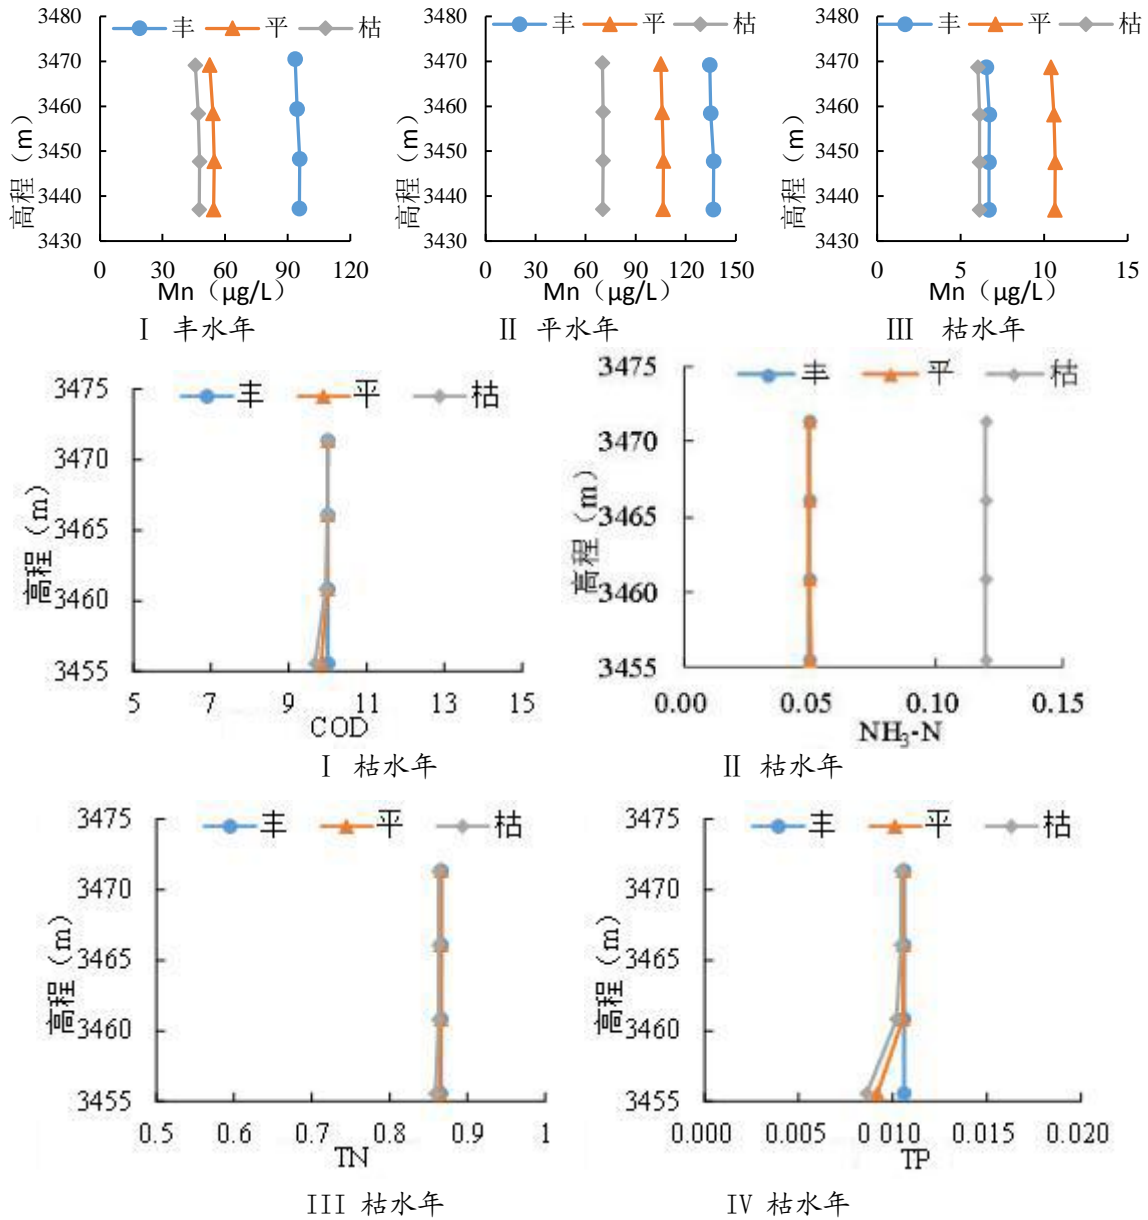 丰 平 枯
3480
3470
3460
3450
3440
3430
高程（m）
0 30 60 90 120
Mn（μg/L）
Ⅰ 丰水年
丰 平 枯
3480
3470
3460
3450
3440
3430
高程（m）
0 30 60 90 120 150
Mn（μg/L）
Ⅱ 平水年
丰 平 枯
3480
3470
3460
3450
3440
3430
高程（m）
0 5 10 15
Mn（μg/L）
Ⅲ 枯水年
丰 平 枯
3475
3470
3465
3460
3455
高程（m）
5 7 9 11 13 15
COD
Ⅰ 枯水年
丰 平 枯
3475
3470
3465
3460
3455
高程（m）
0.00 0.05 0.10 0.15
NH₃-N
Ⅱ 枯水年
丰 平 枯
3475
3470
3465
3460
3455
高程（m）
0.5 0.6 0.7 0.8 0.9 1
TN
III 枯水年
丰 平 枯
3475
3470
3465
3460
3455
高程（m）
0.000 0.005 0.010 0.015 0.020
TP
IV 枯水年